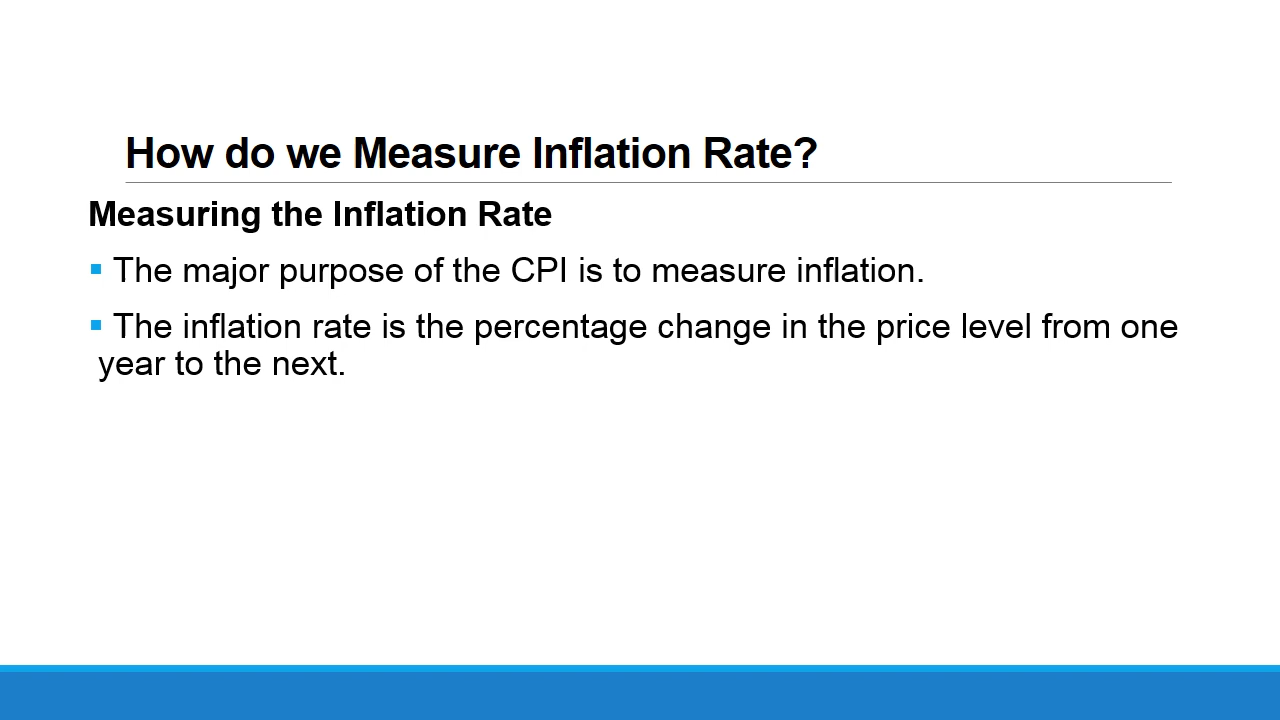 How do we Measure Inflation Rate?
Measuring the Inflation Rate
▪ The major purpose of the CPI is to measure inflation.
▪ The inflation rate is the percentage change in the price level from one
year to the next.